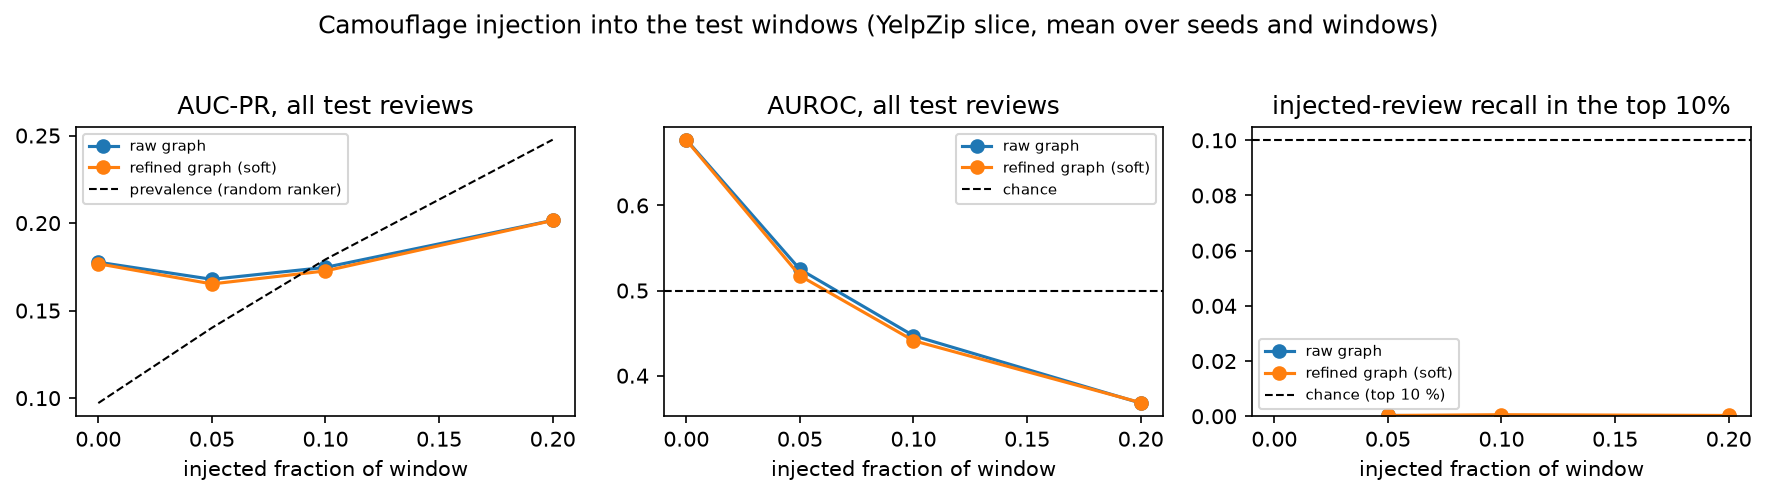 Camouflage injection into the test windows (YelpZip slice, mean over seeds and windows)
AUC-PR, all test reviews
0.25
0.20
0.15
0.10
raw graph
refined graph (soft)
prevalence (random ranker)
0.00 0.05 0.10 0.15 0.20
injected fraction of window
AUROC, all test reviews
0.6
0.5
0.4
raw graph
refined graph (soft)
chance
0.00 0.05 0.10 0.15 0.20
injected fraction of window
injected-review recall in the top 10%
0.10
0.08
0.06
0.04
0.02
0.00
raw graph
refined graph (soft)
chance (top 10 %)
0.00 0.05 0.10 0.15 0.20
injected fraction of window